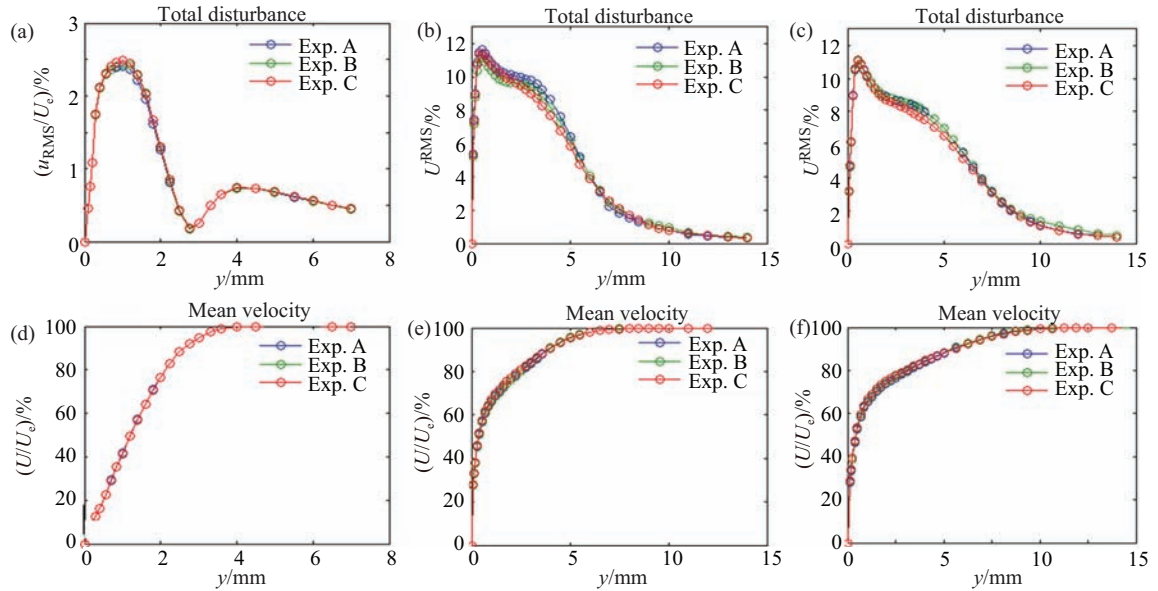 Total disturbance
(a)
(u_RMS/U_e)/%
3
2
1
0
Exp. A
Exp. B
Exp. C
0 2 4 6 8
y/mm
Total disturbance
(b)
U^RMS/%
12
10
8
6
4
2
0
Exp. A
Exp. B
Exp. C
0 5 10 15
y/mm
Total disturbance
(c)
U^RMS/%
12
10
8
6
4
2
0
Exp. A
Exp. B
Exp. C
0 5 10 15
y/mm
Mean velocity
(d)
(U/U_e)/%
100
80
60
40
20
0
Exp. A
Exp. B
Exp. C
0 2 4 6 8
y/mm
Mean velocity
(e)
(U/U_e)/%
100
80
60
40
20
0
Exp. A
Exp. B
Exp. C
0 5 10 15
y/mm
Mean velocity
(f)
(U/U_e)/%
100
80
60
40
20
0
Exp. A
Exp. B
Exp. C
0 5 10 15
y/mm